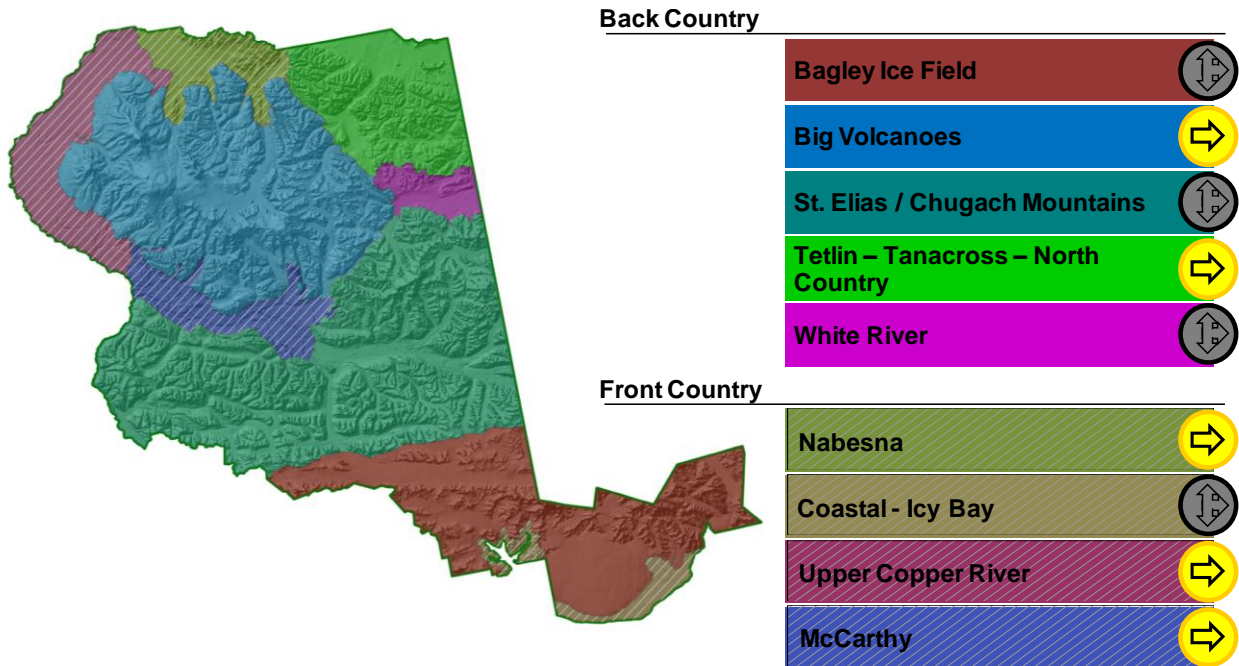 Back Country
Bagley Ice Field
Big Volcanoes
St. Elias / Chugach Mountains
Tetlin – Tanacross – North
Country
White River
Front Country
Nabesna
Coastal - Icy Bay
Upper Copper River
McCarthy